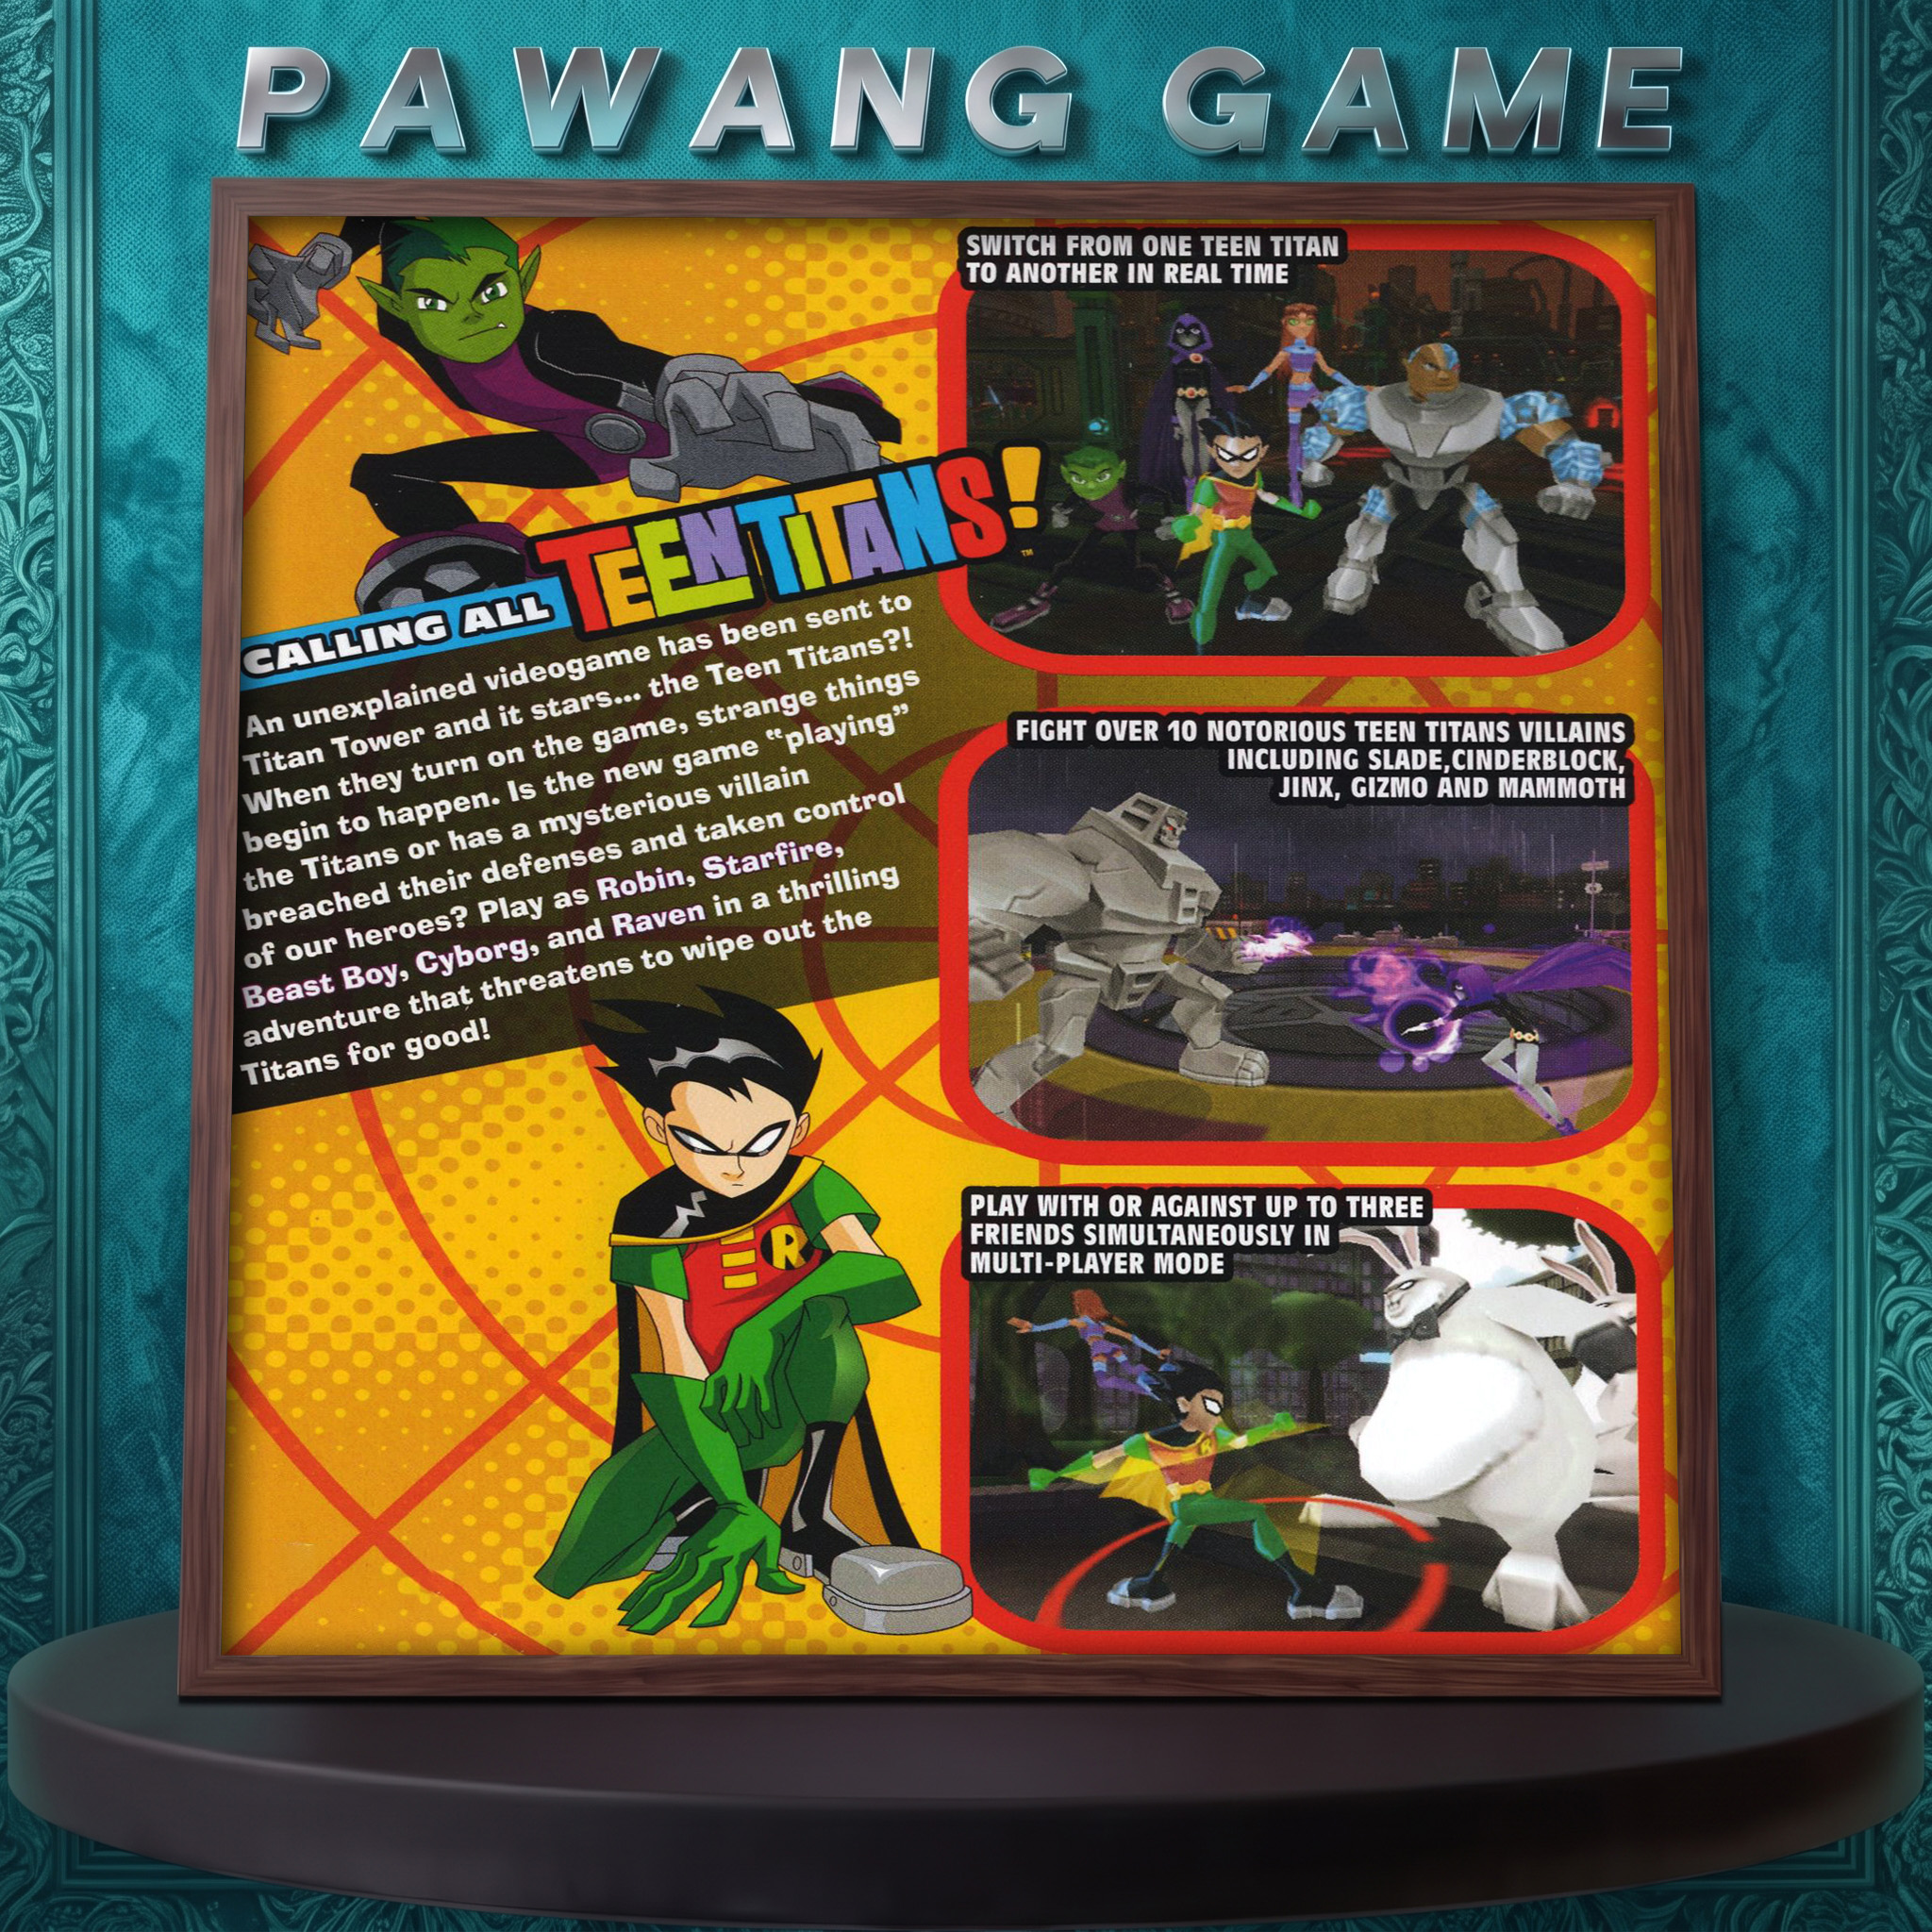 PAWANG GAME
CALLING ALL TEEN TITANS!™
An unexplained videogame has been sent to
Titan Tower and it stars... the Teen Titans?!
When they turn on the game, strange things
begin to happen. Is the new game “playing”
the Titans or has a mysterious villain
breached their defenses and taken control
of our heroes? Play as Robin, Starfire,
Beast Boy, Cyborg, and Raven in a thrilling
adventure that threatens to wipe out the
Titans for good!
R
SWITCH FROM ONE TEEN TITAN
TO ANOTHER IN REAL TIME
FIGHT OVER 10 NOTORIOUS TEEN TITANS VILLAINS
INCLUDING SLADE,CINDERBLOCK,
JINX, GIZMO AND MAMMOTH
PLAY WITH OR AGAINST UP TO THREE
FRIENDS SIMULTANEOUSLY IN
MULTI-PLAYER MODE
R